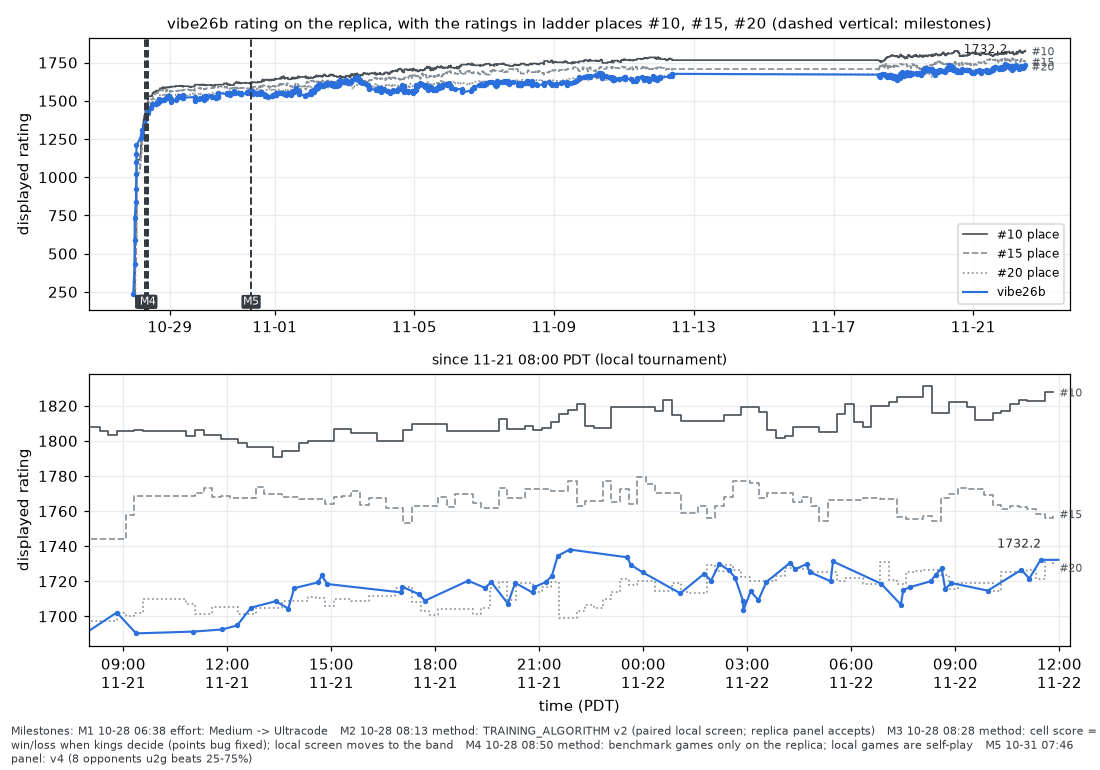 vibe26b rating on the replica, with the ratings in ladder places #10, #15, #20 (dashed vertical: milestones)
displayed rating
1750
1500
1250
1000
750
500
250
1732.2
#10
#15
#20
M4
M5
#10 place
#15 place
#20 place
vibe26b
10-29
11-01
11-05
11-09
11-13
11-17
11-21
since 11-21 08:00 PDT (local tournament)
displayed rating
1820
1800
1780
1760
1740
1720
1700
#10
#15
1732.2
#20
09:00 12:00 15:00 18:00 21:00 00:00 03:00 06:00 09:00 12:00
11-21 11-21 11-21 11-21 11-21 11-22 11-22 11-22 11-22 11-22
time (PDT)
Milestones: M1 10-28 06:38 effort: Medium -> Ultracode M2 10-28 08:13 method: TRAINING_ALGORITHM v2 (paired local screen; replica panel accepts) M3 10-28 08:28 method: cell score =
win/loss when kings decide (points bug fixed); local screen moves to the band M4 10-28 08:50 method: benchmark games only on the replica; local games are self-play M5 10-31 07:46
panel: v4 (8 opponents u2g beats 25-75%)